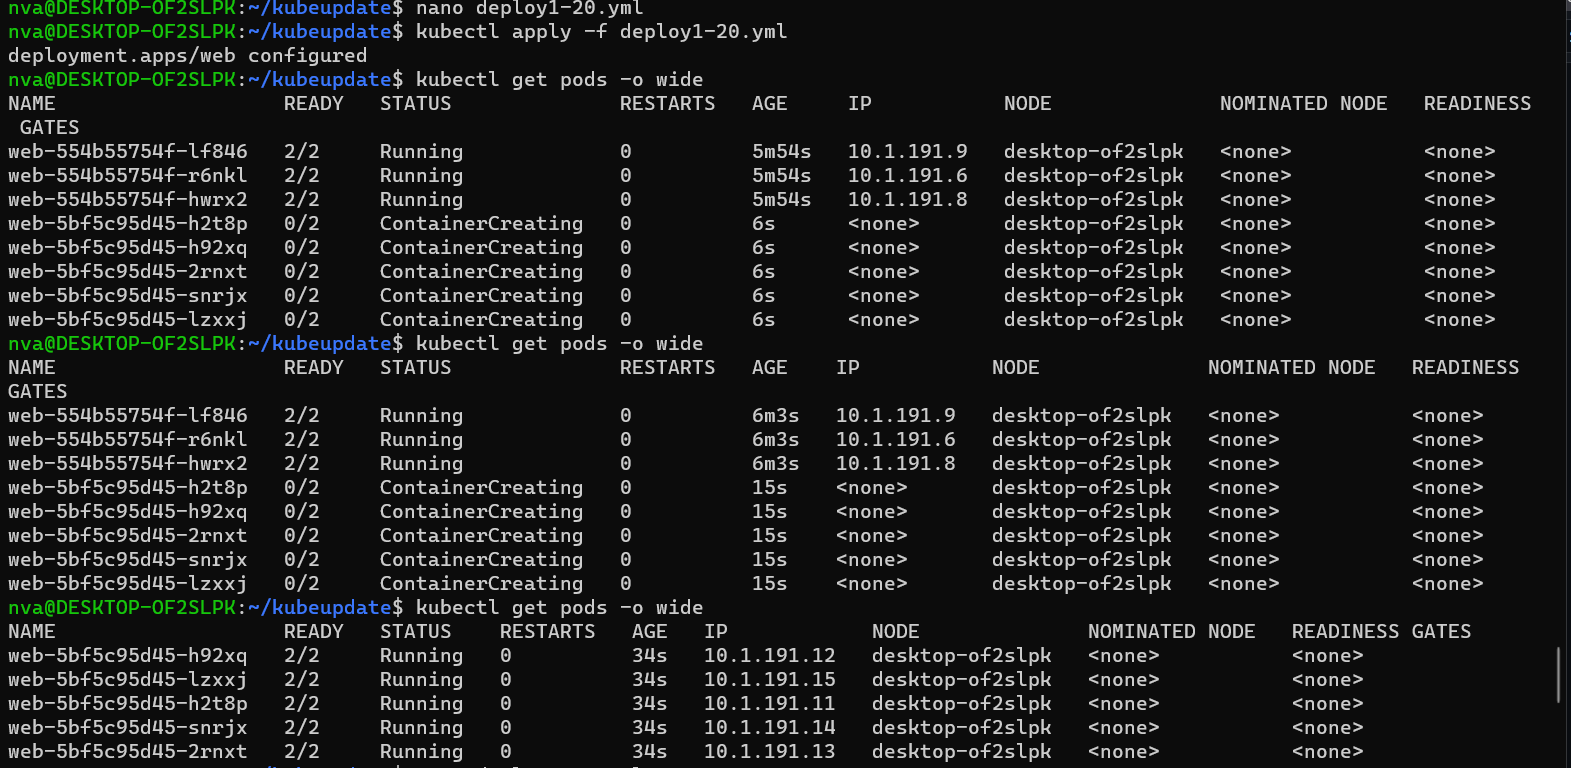 nva@DESKTOP-OF2SLPK:~/kubeupdate$ nano deploy1-20.yml
nva@DESKTOP-OF2SLPK:~/kubeupdate$ kubectl apply -f deploy1-20.yml
deployment.apps/web configured
nva@DESKTOP-OF2SLPK:~/kubeupdate$ kubectl get pods -o wide
NAME READY STATUS RESTARTS AGE IP NODE NOMINATED NODE READINESS
GATES
web-554b55754f-lf846 2/2 Running 0 5m54s 10.1.191.9 desktop-of2slpk <none> <none>
web-554b55754f-r6nkl 2/2 Running 0 5m54s 10.1.191.6 desktop-of2slpk <none> <none>
web-554b55754f-hwrx2 2/2 Running 0 5m54s 10.1.191.8 desktop-of2slpk <none> <none>
web-5bf5c95d45-h2t8p 0/2 ContainerCreating 0 6s <none> desktop-of2slpk <none> <none>
web-5bf5c95d45-h92xq 0/2 ContainerCreating 0 6s <none> desktop-of2slpk <none> <none>
web-5bf5c95d45-2rnxt 0/2 ContainerCreating 0 6s <none> desktop-of2slpk <none> <none>
web-5bf5c95d45-snrjx 0/2 ContainerCreating 0 6s <none> desktop-of2slpk <none> <none>
web-5bf5c95d45-lzxxj 0/2 ContainerCreating 0 6s <none> desktop-of2slpk <none> <none>
nva@DESKTOP-OF2SLPK:~/kubeupdate$ kubectl get pods -o wide
NAME READY STATUS RESTARTS AGE IP NODE NOMINATED NODE READINESS
GATES
web-554b55754f-lf846 2/2 Running 0 6m3s 10.1.191.9 desktop-of2slpk <none> <none>
web-554b55754f-r6nkl 2/2 Running 0 6m3s 10.1.191.6 desktop-of2slpk <none> <none>
web-554b55754f-hwrx2 2/2 Running 0 6m3s 10.1.191.8 desktop-of2slpk <none> <none>
web-5bf5c95d45-h2t8p 0/2 ContainerCreating 0 15s <none> desktop-of2slpk <none> <none>
web-5bf5c95d45-h92xq 0/2 ContainerCreating 0 15s <none> desktop-of2slpk <none> <none>
web-5bf5c95d45-2rnxt 0/2 ContainerCreating 0 15s <none> desktop-of2slpk <none> <none>
web-5bf5c95d45-snrjx 0/2 ContainerCreating 0 15s <none> desktop-of2slpk <none> <none>
web-5bf5c95d45-lzxxj 0/2 ContainerCreating 0 15s <none> desktop-of2slpk <none> <none>
nva@DESKTOP-OF2SLPK:~/kubeupdate$ kubectl get pods -o wide
NAME READY STATUS RESTARTS AGE IP NODE NOMINATED NODE READINESS GATES
web-5bf5c95d45-h92xq 2/2 Running 0 34s 10.1.191.12 desktop-of2slpk <none> <none>
web-5bf5c95d45-lzxxj 2/2 Running 0 34s 10.1.191.15 desktop-of2slpk <none> <none>
web-5bf5c95d45-h2t8p 2/2 Running 0 34s 10.1.191.11 desktop-of2slpk <none> <none>
web-5bf5c95d45-snrjx 2/2 Running 0 34s 10.1.191.14 desktop-of2slpk <none> <none>
web-5bf5c95d45-2rnxt 2/2 Running 0 34s 10.1.191.13 desktop-of2slpk <none> <none>